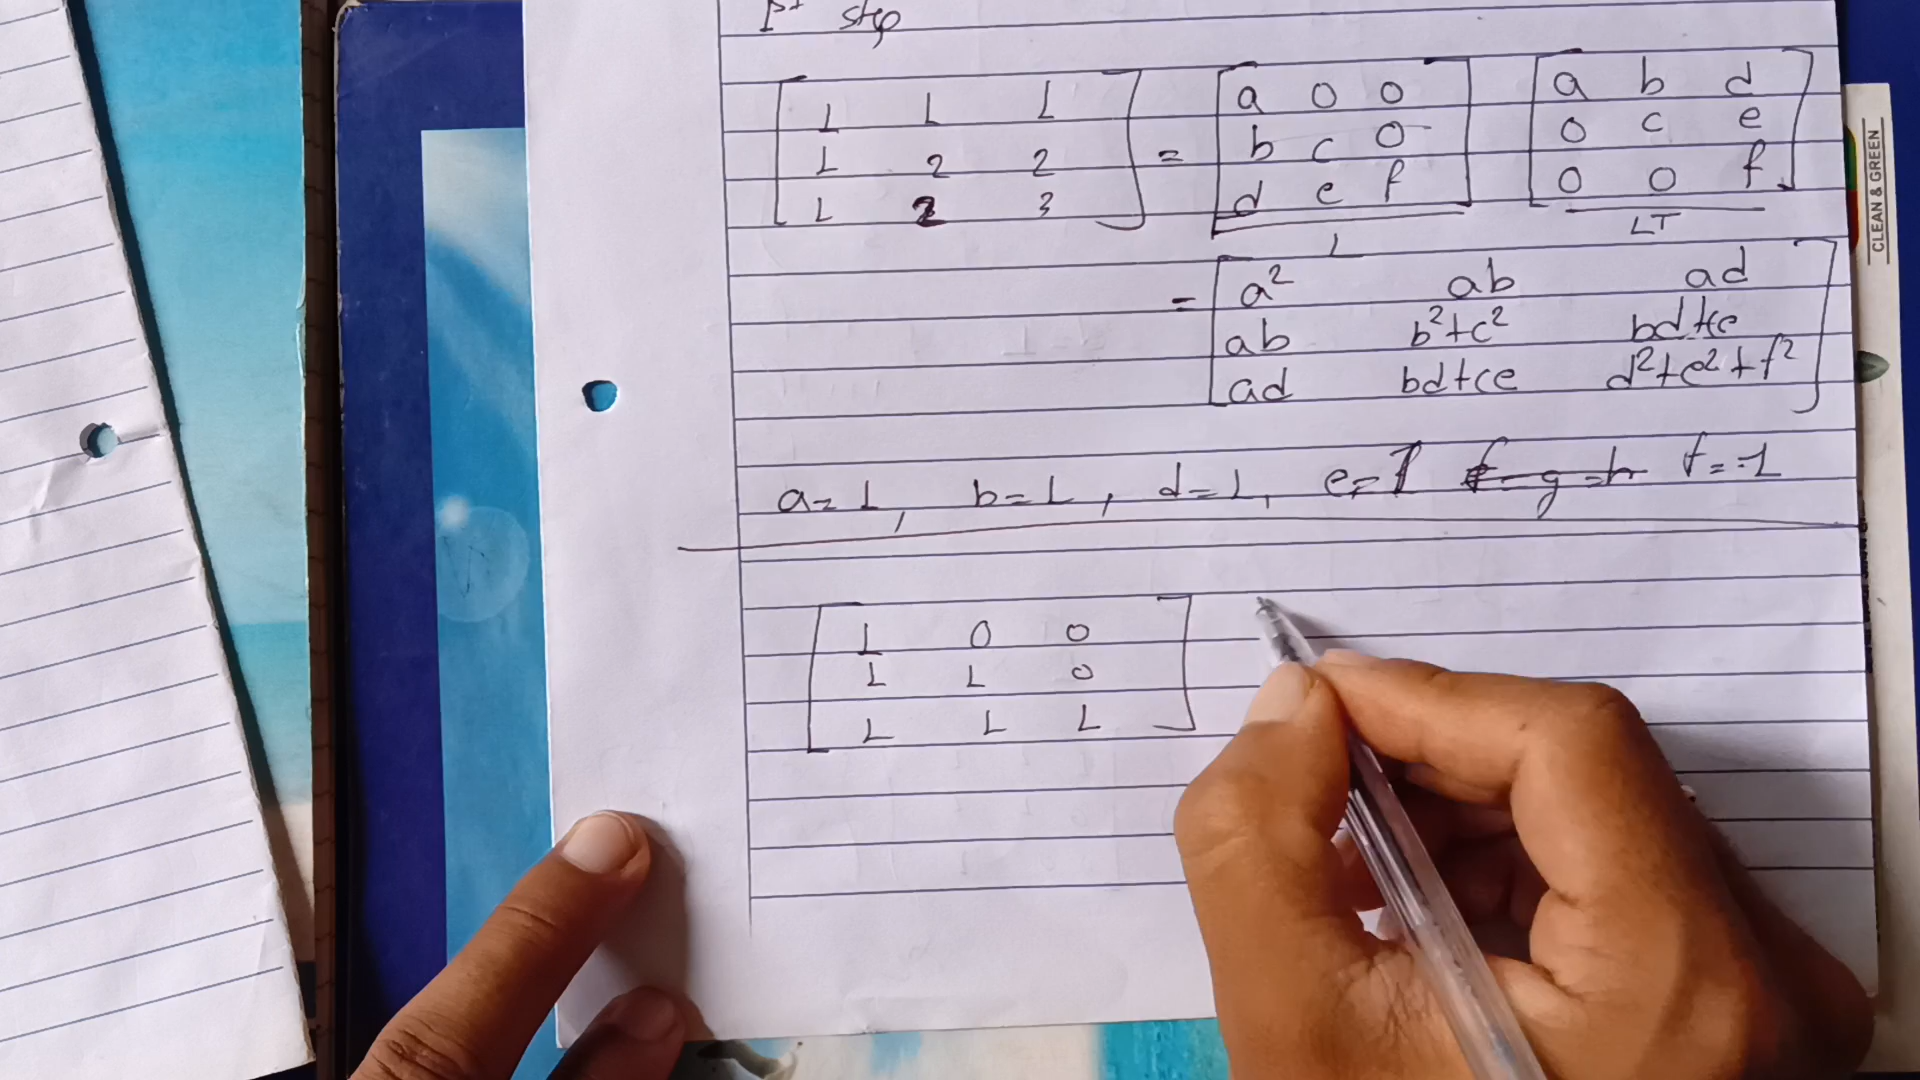 1st step
1 1 1 = a 0 0 a b d
1 2 2 b c 0 0 c e
1 2 3 d e f 0 0 f
L LT
= a² ab ad
ab b²+c² bd+ce
ad bd+ce d²+e²+f²
a=1, b=1, d=1, e=1 f=-1
1 0 0
1 1 0
1 1 1
CLEAN & GREEN